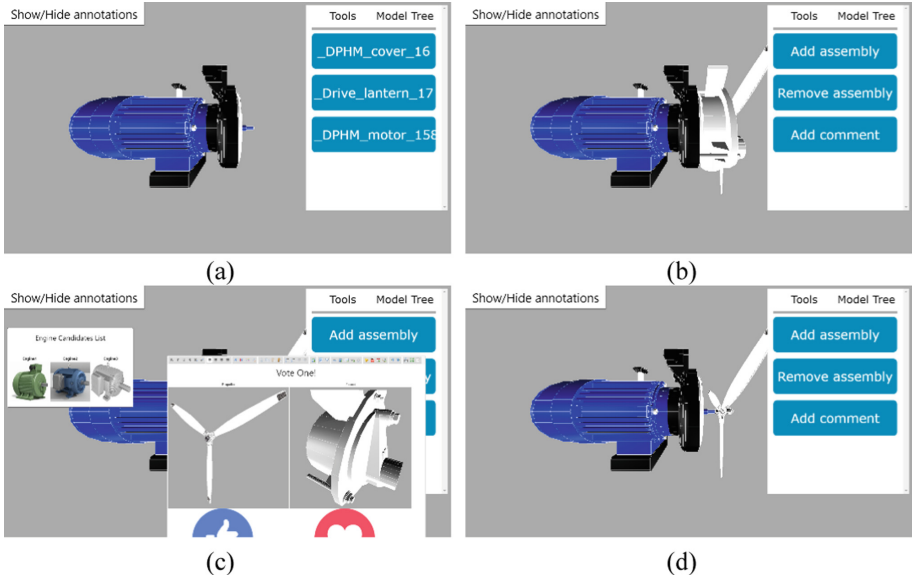 Show/Hide annotations
Tools Model Tree
_DPHM_cover_16
_Drive_lantern_17
_DPHM_motor_158
(a)
Show/Hide annotations
Tools Model Tree
Add assembly
Remove assembly
Add comment
(b)
Show/Hide annotations
Tools Model Tree
Add assembly
Engine Candidates List
Vote One!
(c)
Show/Hide annotations
Tools Model Tree
Add assembly
Remove assembly
Add comment
(d)